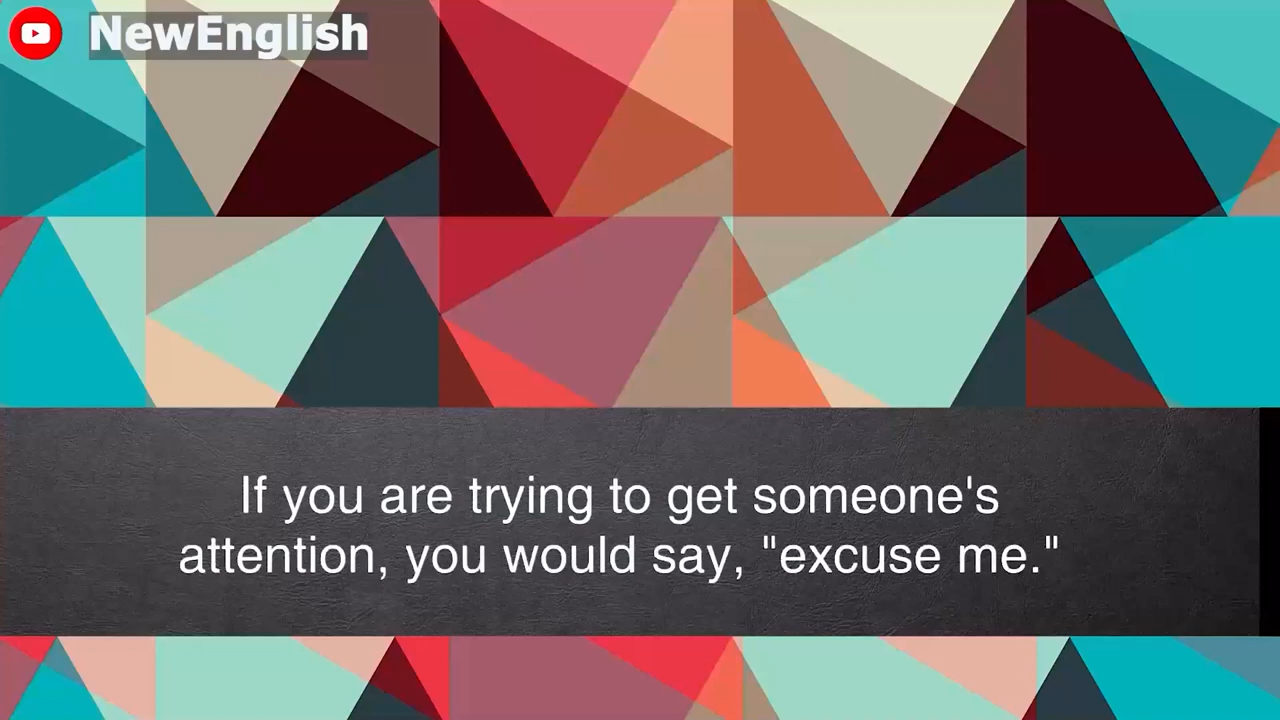 NewEnglish
If you are trying to get someone's
attention, you would say, "excuse me."